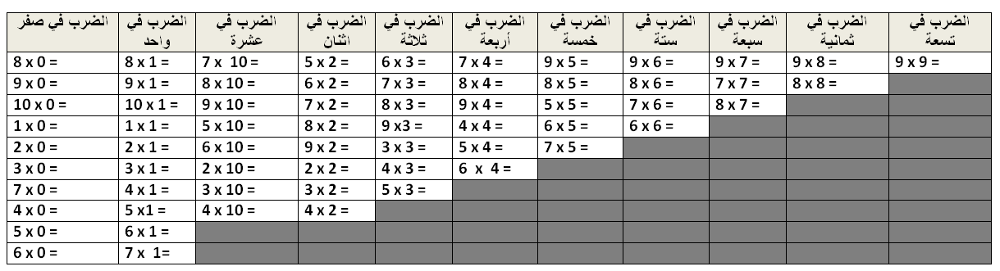 الضرب في صفر الضرب في واحد الضرب في عشرة الضرب في اثنان الضرب في ثلاثة الضرب في أربعة الضرب في خمسة الضرب في ستة الضرب في سبعة الضرب في ثمانية الضرب في تسعة
8 x 0 = 8 x 1 = 7 x 10 = 5 x 2 = 6 x 3 = 7 x 4 = 9 x 5 = 9 x 6 = 9 x 7 = 9 x 8 = 9 x 9 =
9 x 0 = 9 x 1 = 8 x 10 = 6 x 2 = 7 x 3 = 8 x 4 = 8 x 5 = 8 x 6 = 7 x 7 = 8 x 8 =
10 x 0 = 10 x 1 = 9 x 10 = 7 x 2 = 8 x 3 = 9 x 4 = 5 x 5 = 7 x 6 = 8 x 7 =
1 x 0 = 1 x 1 = 5 x 10 = 8 x 2 = 9 x3 = 4 x 4 = 6 x 5 = 6 x 6 =
2 x 0 = 2 x 1 = 6 x 10 = 9 x 2 = 3 x 3 = 5 x 4 = 7 x 5 =
3 x 0 = 3 x 1 = 2 x 10 = 2 x 2 = 4 x 3 = 6 x 4 =
7 x 0 = 4 x 1 = 3 x 10 = 3 x 2 = 5 x 3 =
4 x 0 = 5 x1 = 4 x 10 = 4 x 2 =
5 x 0 = 6 x 1 =
6 x 0 = 7 x 1=